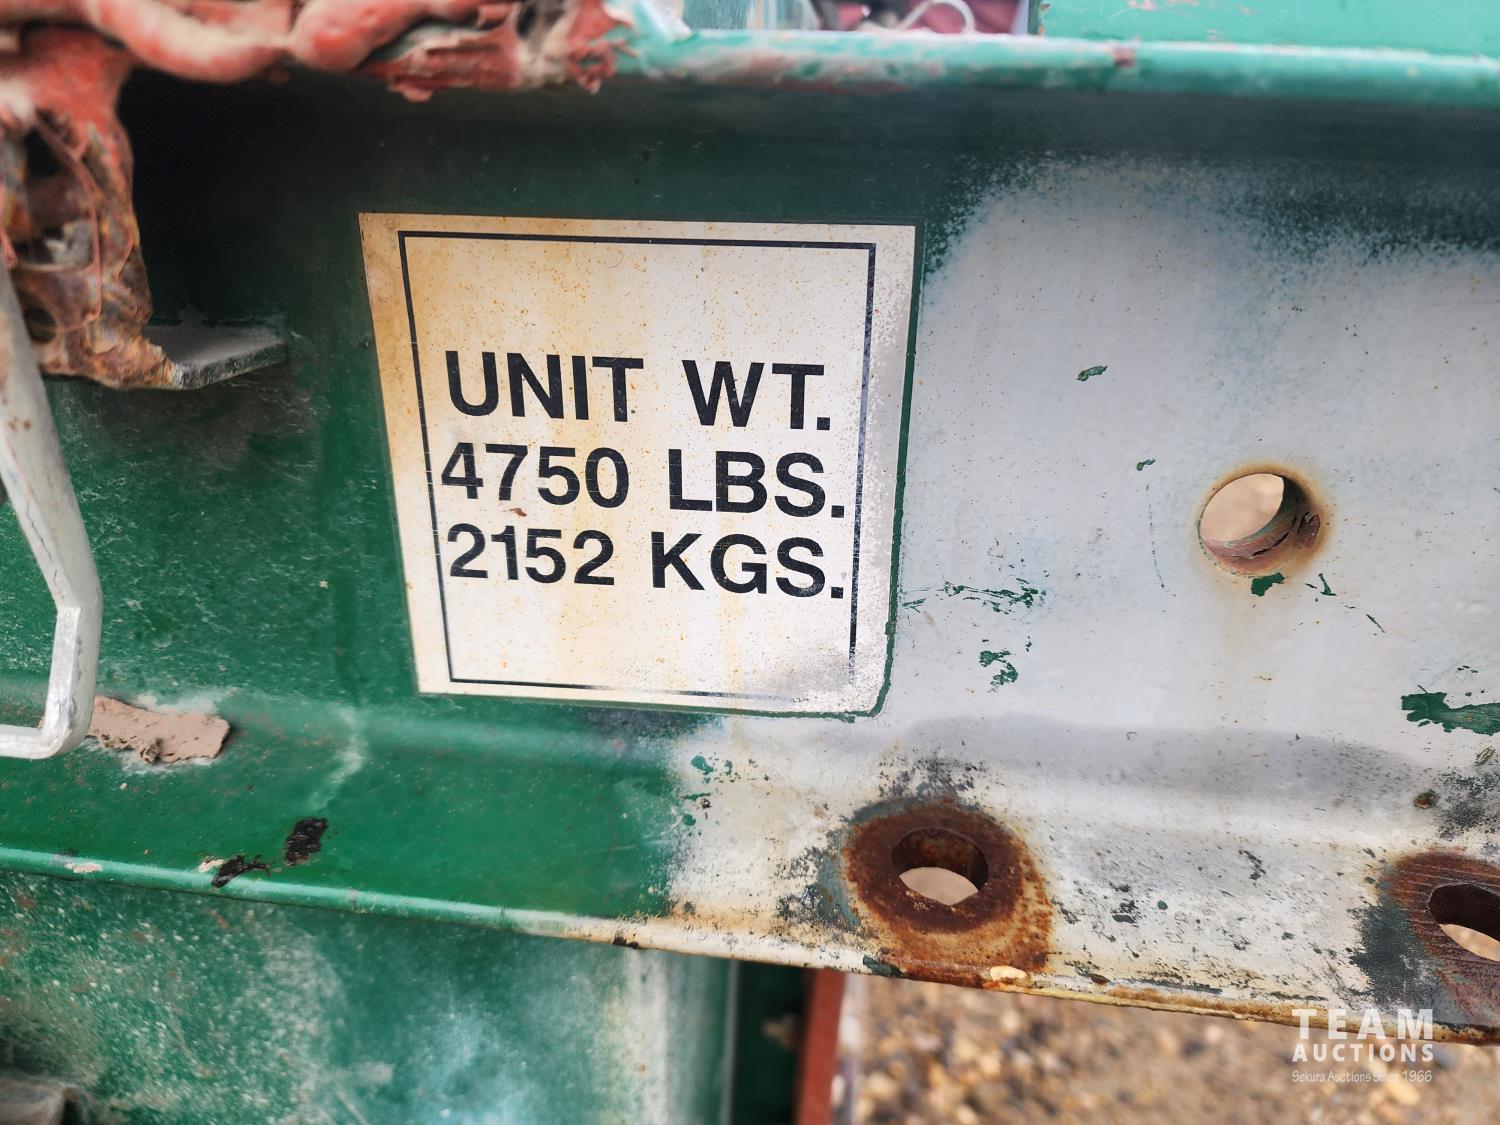 UNIT WT.
4750 LBS.
2152 KGS.
TEAM
AUCTIONS
Sekura Auctions Since 1966